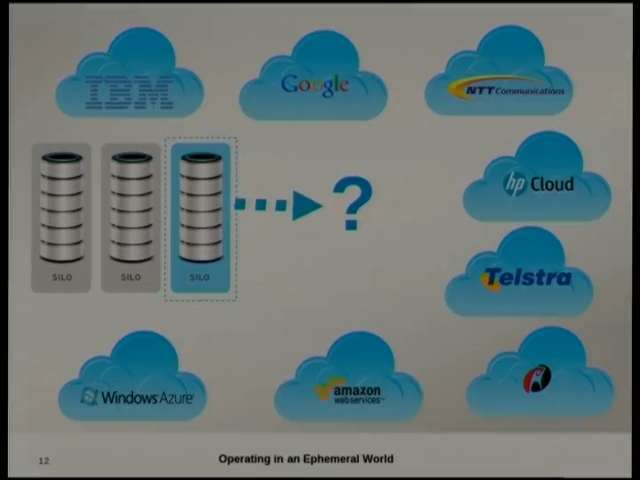 IBM
Google
NTT Communications
hp Cloud
SILO
SILO
SILO
?
Telstra
Windows Azure
amazon
web services™
12
Operating in an Ephemeral World